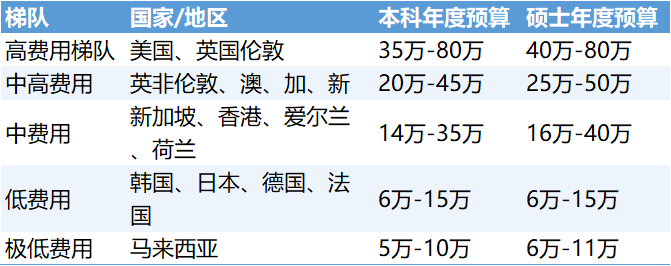 梯队 国家/地区 本科年度预算 硕士年度预算
高费用梯队 美国、英国伦敦 35万-80万 40万-80万
中高费用 英非伦敦、澳、加、新 20万-45万 25万-50万
中费用 新加坡、香港、爱尔兰
、荷兰 14万-35万 16万-40万
低费用 韩国、日本、德国、法
国 6万-15万 6万-15万
极低费用 马来西亚 5万-10万 6万-11万